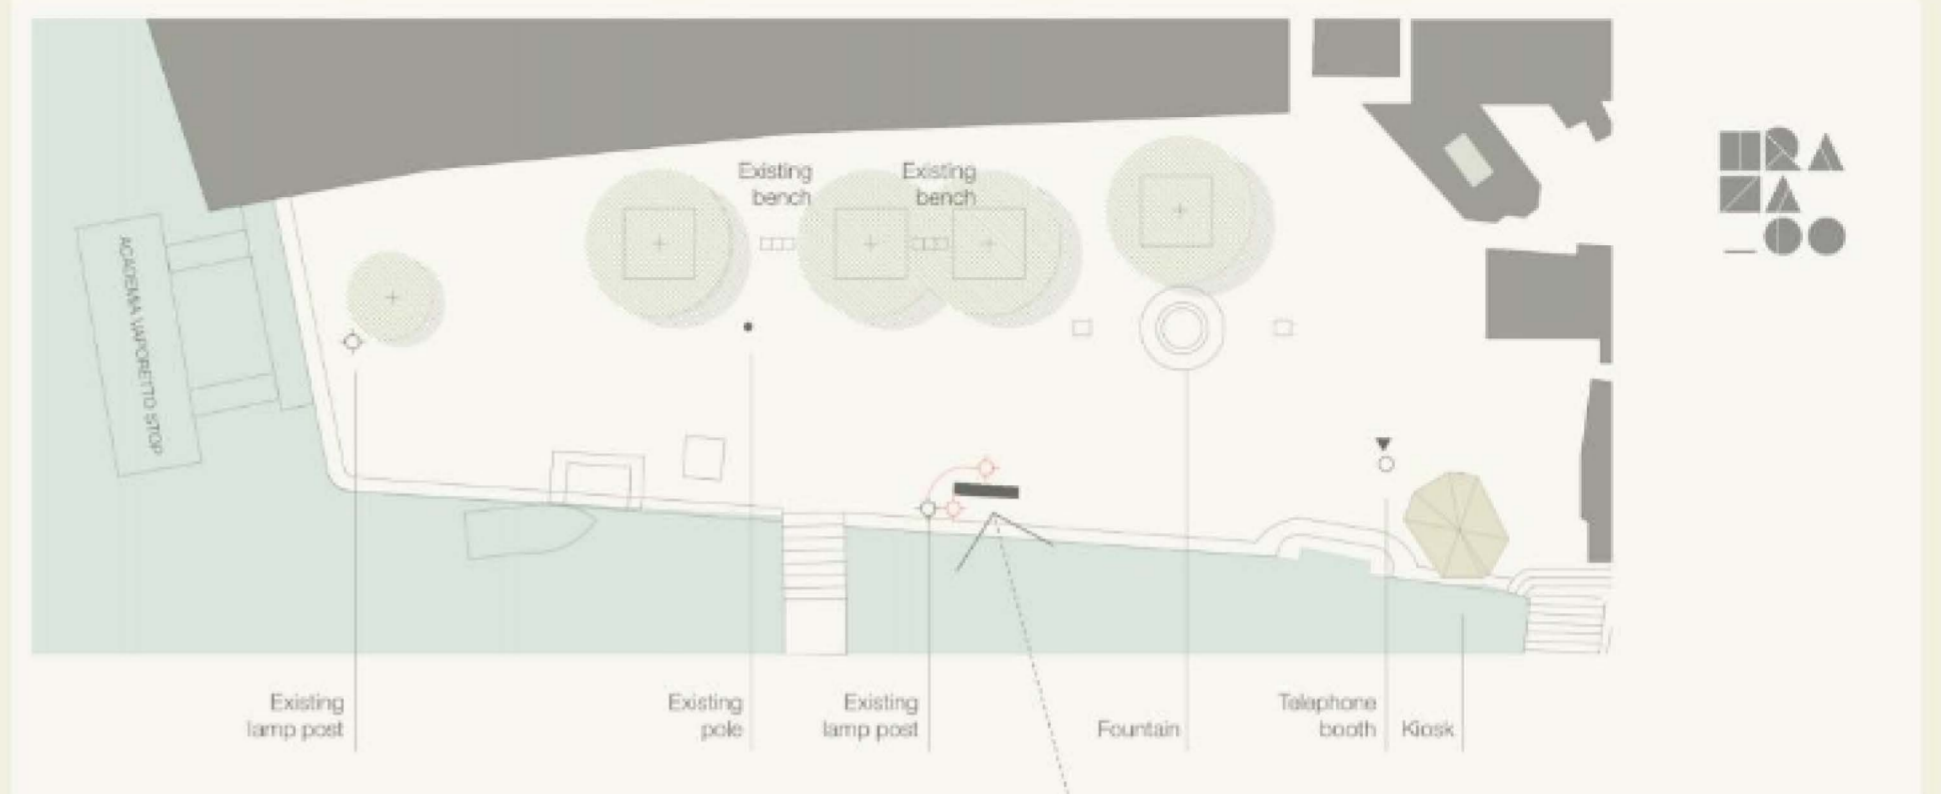 Existing
bench
Existing
bench
ACADEMIA VAPORETTO STOP
Existing
lamp post
Existing
pole
Existing
lamp post
Fountain
Telephone
booth
Kiosk